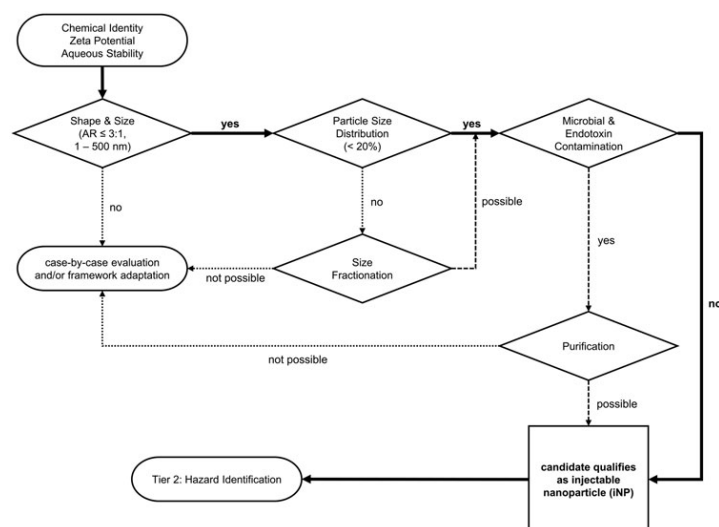 Chemical Identity
Zeta Potential
Aqueous Stability
Shape & Size
(AR ≤ 3:1,
1 – 500 nm)
yes
Particle Size
Distribution
(< 20%)
yes
Microbial &
Endotoxin
Contamination
no
no
possible
case-by-case evaluation
and/or framework adaptation
not possible
Size
Fractionation
yes
no
not possible
Purification
possible
Tier 2: Hazard Identification
candidate qualifies
as injectable
nanoparticle (iNP)